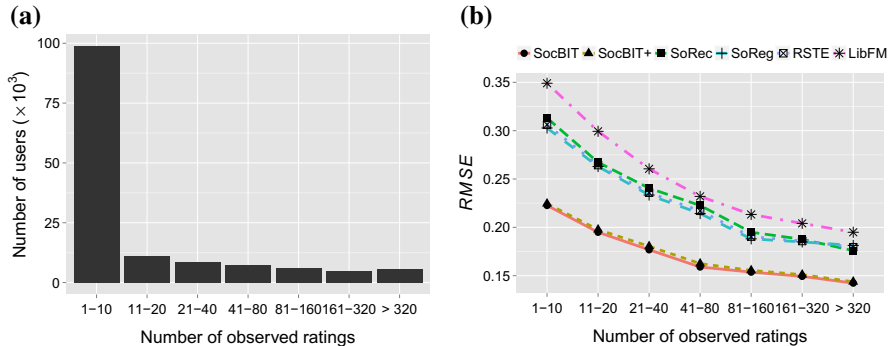 (a)
Number of users (×10³)
100
75
50
25
0
1−10 11−20 21−40 41−80 81−160 161−320 > 320
Number of observed ratings
(b)
SocBIT SocBIT+ SoRec SoReg RSTE LibFM
RMSE
0.35
0.30
0.25
0.20
0.15
1−10 11−20 21−40 41−80 81−160 161−320 > 320
Number of observed ratings